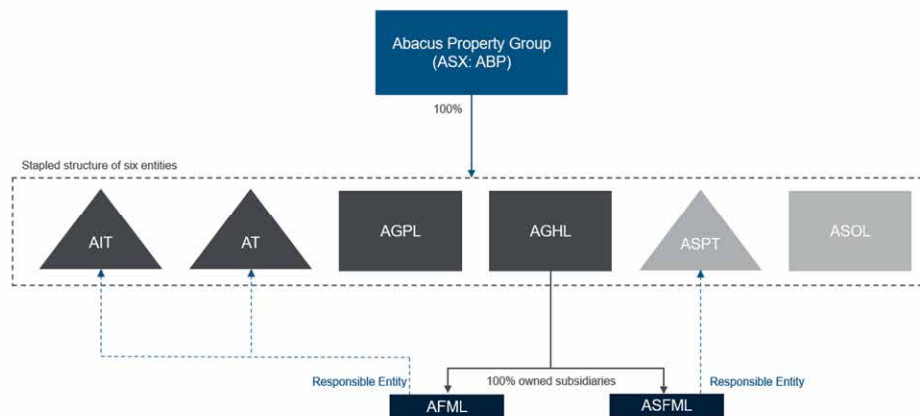 Abacus Property Group
(ASX: ABP)
100%
Stapled structure of six entities
AIT
AT
AGPL
AGHL
ASPT
ASOL
Responsible Entity
100% owned subsidiaries
Responsible Entity
AFML
ASFML